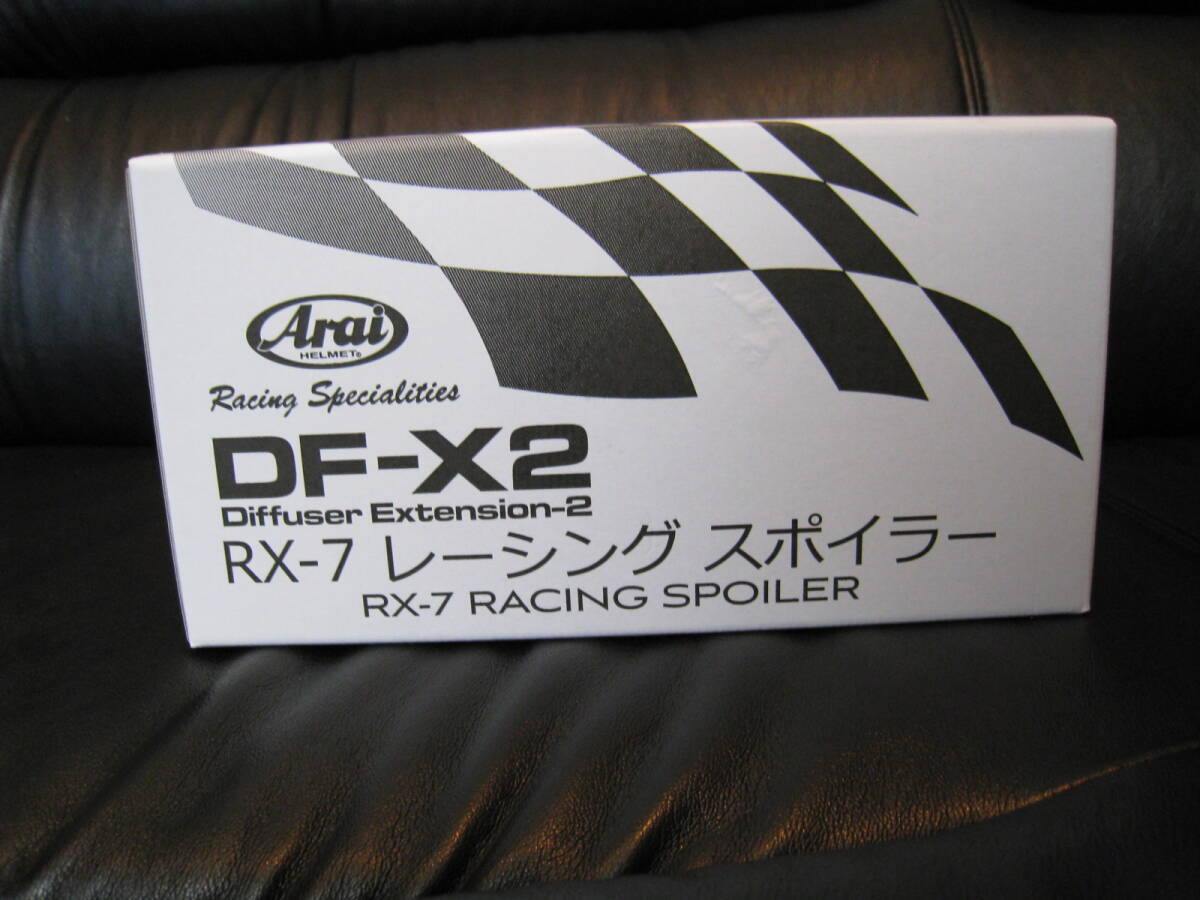 Arai
HELMET®
Racing Specialities
DF-X2
Diffuser Extension-2
RX-7 レーシング スポイラー
RX-7 RACING SPOILER